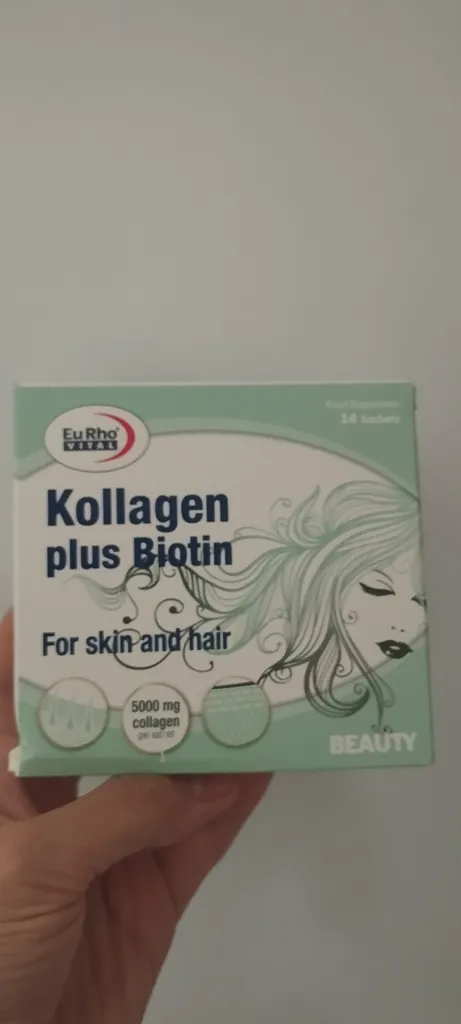 Food Supplement
14 Sachets
EuRho®
VITAL
Kollagen
plus Biotin
For skin and hair
5000 mg
collagen
per sachet
BEAUTY